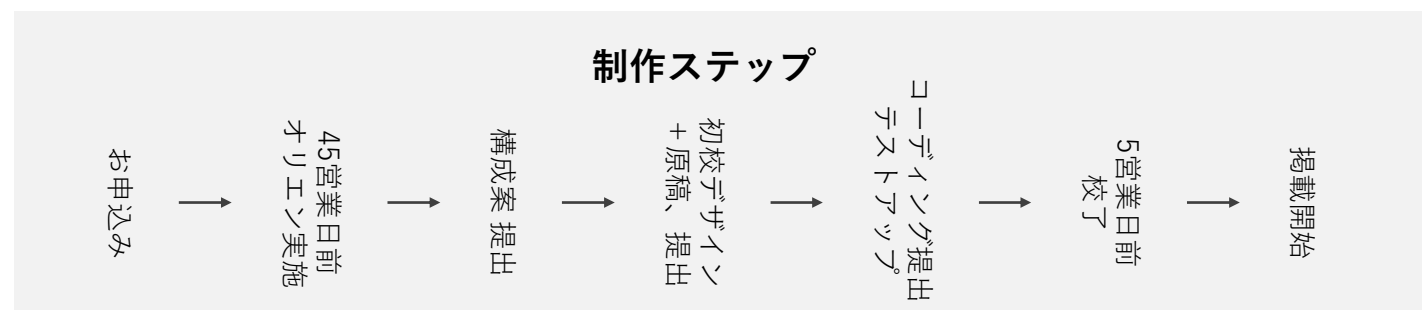 制作ステップ
お申込み
45営業日前
オリエン実施
構成案 提出
初校デザイン
＋原稿、提出
コーディング提出
テストアップ
5営業日前
校了
掲載開始